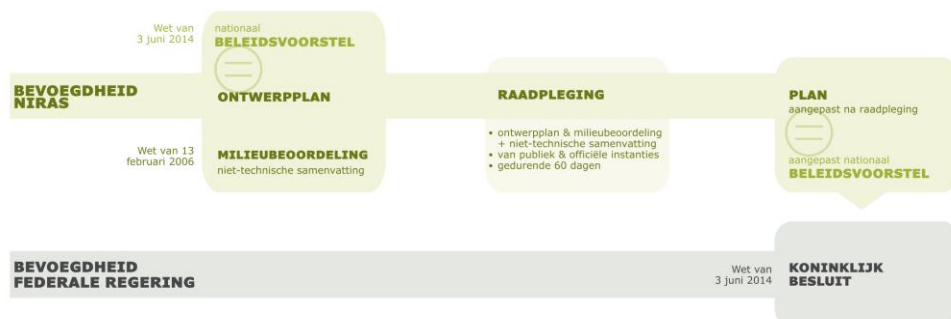 Wet van
3 juni 2014
nationaal
BELEIDSVOORSTEL
BEVOEGDHEID
NIRAS
ONTWERPPLAN
RAADPLEGING
PLAN
aangepast na raadpleging
Wet van 13
februari 2006
MILIEUBEOORDELING
niet-technische samenvatting
• ontwerpplan & milieubeoordeling
+ niet-technische samenvatting
• van publiek & officiële instanties
• gedurende 60 dagen
aangepast nationaal
BELEIDSVOORSTEL
BEVOEGDHEID
FEDERALE REGERING
Wet van
3 juni 2014
KONINKLIJK
BESLUIT